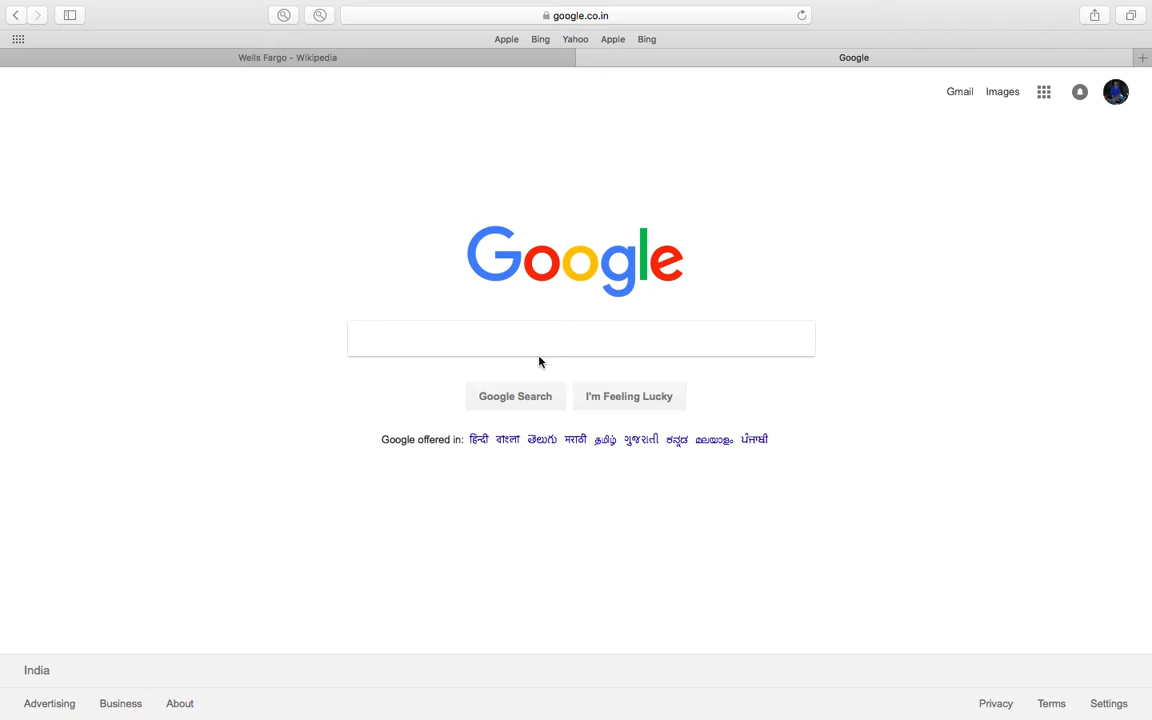 google.co.in
Apple Bing Yahoo Apple Bing
Wells Fargo - Wikipedia Google
Gmail Images
Google
Google Search I'm Feeling Lucky
Google offered in: हिन्दी বাংলা తెలుగు मराठी தமிழ் ગુજરાતી ಕನ್ನಡ മലയാളം ਪੰਜਾਬੀ
India
Advertising Business About Privacy Terms Settings